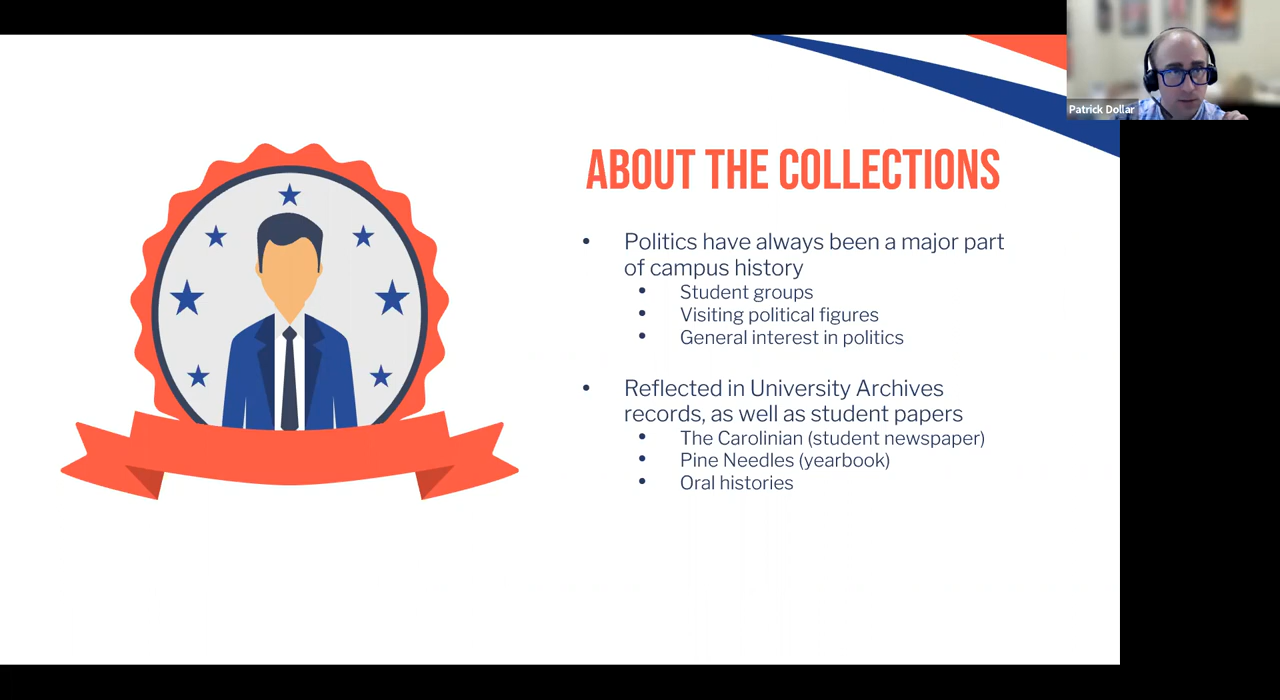 Patrick Dollar
ABOUT THE COLLECTIONS
• Politics have always been a major part
of campus history
• Student groups
• Visiting political figures
• General interest in politics
• Reflected in University Archives
records, as well as student papers
• The Carolinian (student newspaper)
• Pine Needles (yearbook)
• Oral histories